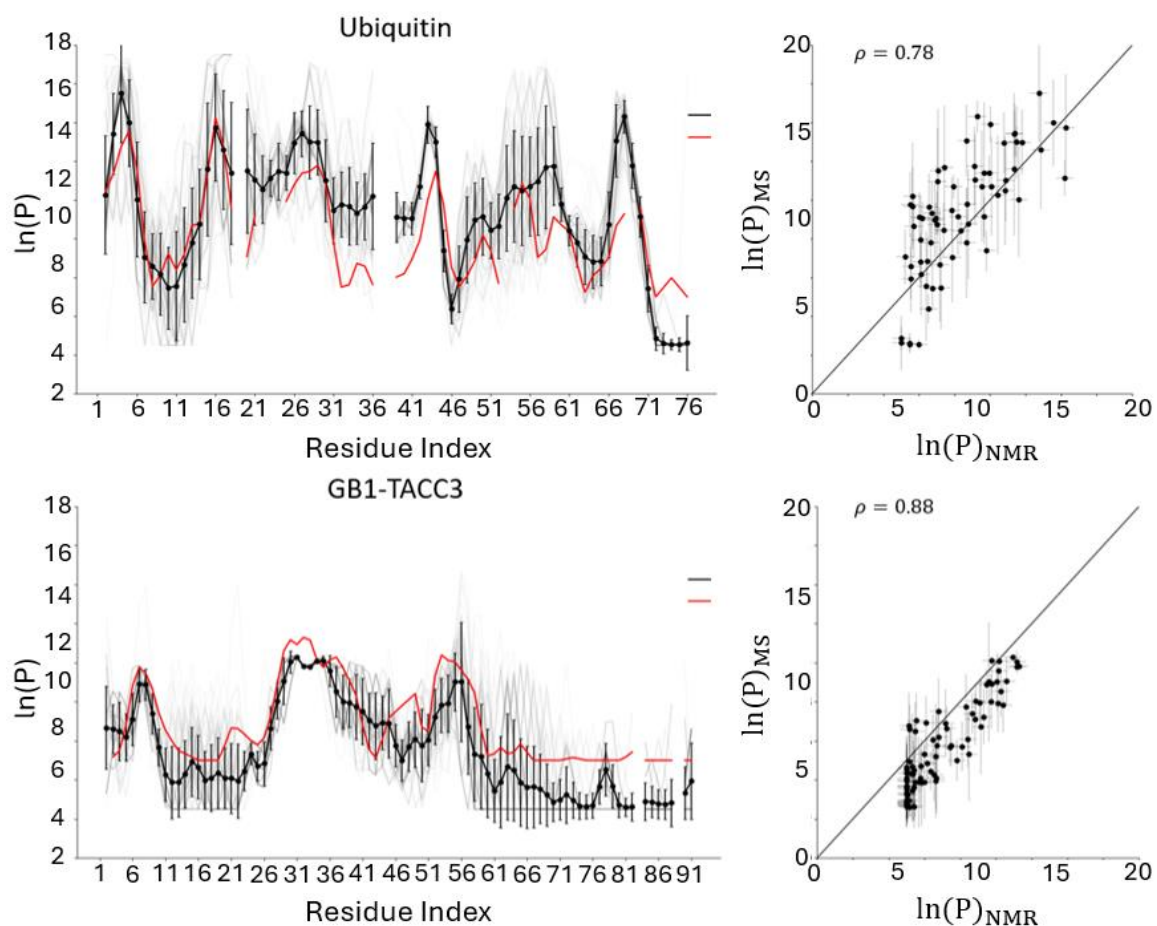 Ubiquitin
18
16
14
12
10
8
6
4
2
ln(P)
1 6 11 16 21 26 31 36 41 46 51 56 61 66 71 76
Residue Index
20
15
10
5
0
ln(P)MS
ρ = 0.78
0 5 10 15 20
ln(P)NMR
GB1-TACC3
18
16
14
12
10
8
6
4
2
ln(P)
1 6 11 16 21 26 31 36 41 46 51 56 61 66 71 76 81 86 91
Residue Index
20
15
10
5
0
ln(P)MS
ρ = 0.88
0 5 10 15 20
ln(P)NMR